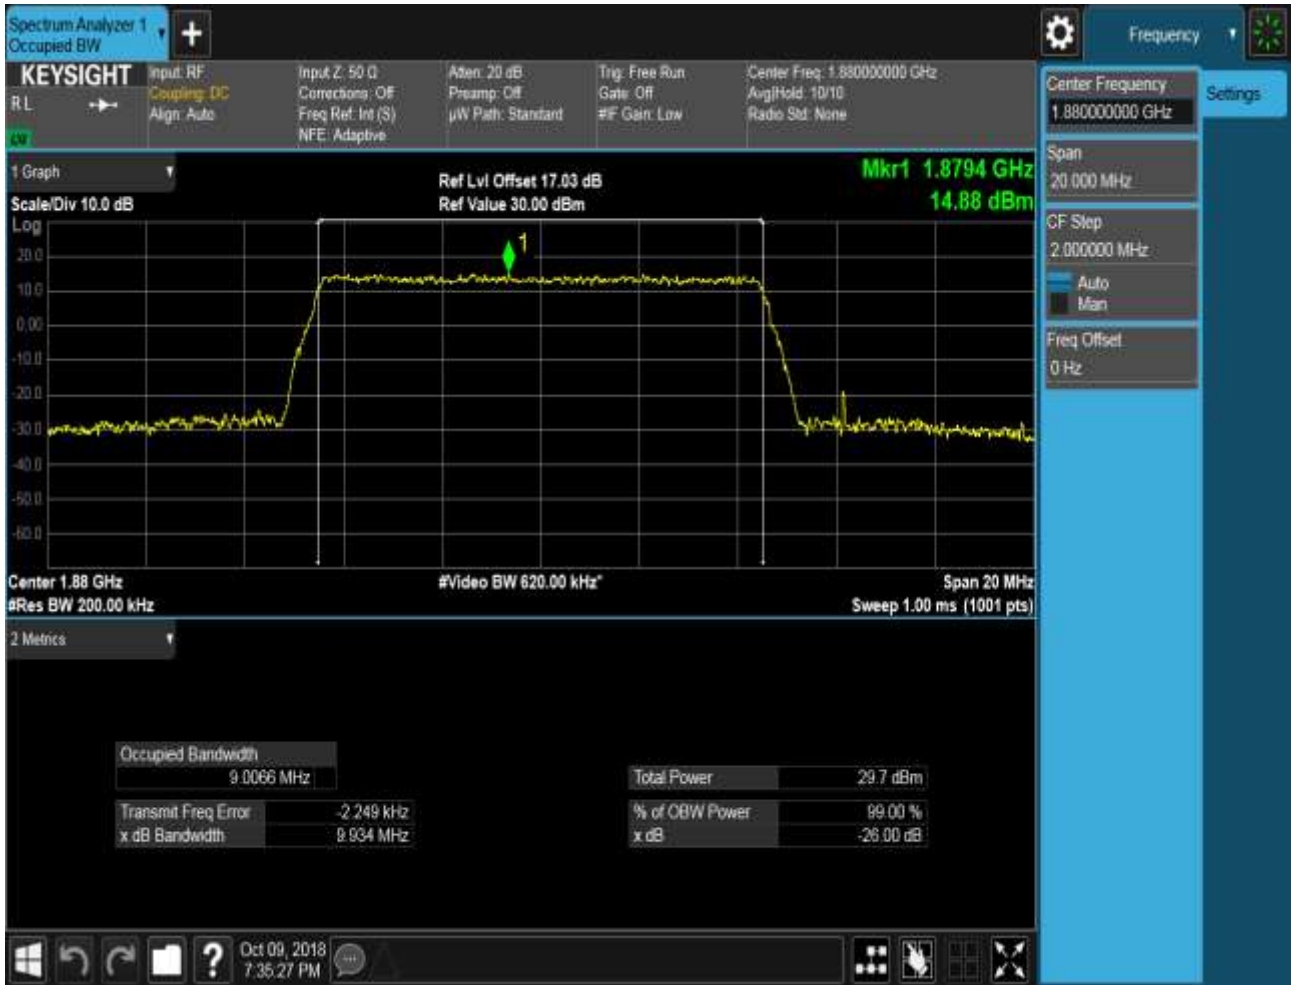 Spectrum Analyzer 1
Occupied BW
Frequency
KEYSIGHT
RL
Input: RF
Coupling: DC
Align: Auto
Input Z: 50 Ω
Corrections: Off
Freq Ref: Int (S)
NFE: Adaptive
Atten: 20 dB
Preamp: Off
µW Path: Standard
Trig: Free Run
Gate: Off
#IF Gain: Low
Center Freq: 1.880000000 GHz
Avg|Hold: 10/10
Radio Std: None
Center Frequency
1.880000000 GHz
Settings
Span
20.000 MHz
CF Step
2.000000 MHz
Auto
Man
Freq Offset
0 Hz
1 Graph
Scale/Div 10.0 dB
Ref Lvl Offset 17.03 dB
Ref Value 30.00 dBm
Mkr1 1.8794 GHz
14.88 dBm
Log
20.0
10.0
0.00
-10.0
-20.0
-30.0
-40.0
-50.0
-60.0
1
Center 1.88 GHz
#Res BW 200.00 kHz
#Video BW 620.00 kHz*
Span 20 MHz
Sweep 1.00 ms (1001 pts)
2 Metrics
Occupied Bandwidth
9.0066 MHz
Transmit Freq Error -2.249 kHz
x dB Bandwidth 9.934 MHz
Total Power 29.7 dBm
% of OBW Power 99.00 %
x dB -26.00 dB
?
Oct 09, 2018
7:35:27 PM